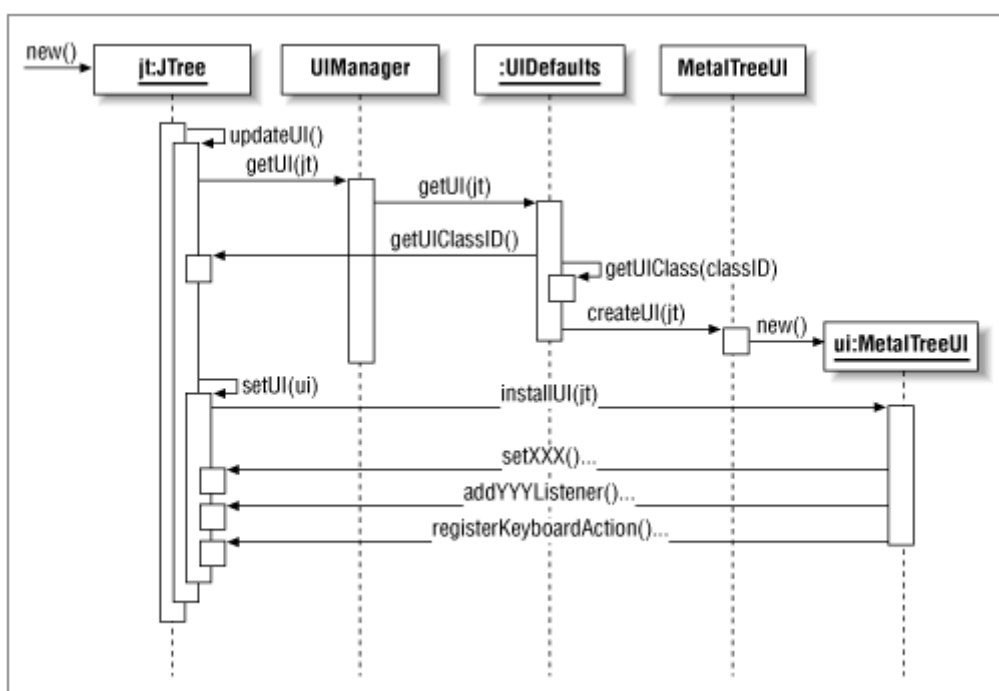 new()
jt:JTree
UIManager
:UIDefaults
MetalTreeUI
updateUI()
getUI(jt)
getUI(jt)
getUIClassID()
getUIClass(classID)
createUI(jt)
new()
ui:MetalTreeUI
setUI(ui)
installUI(jt)
setXXX()...
addYYYListener()...
registerKeyboardAction()...